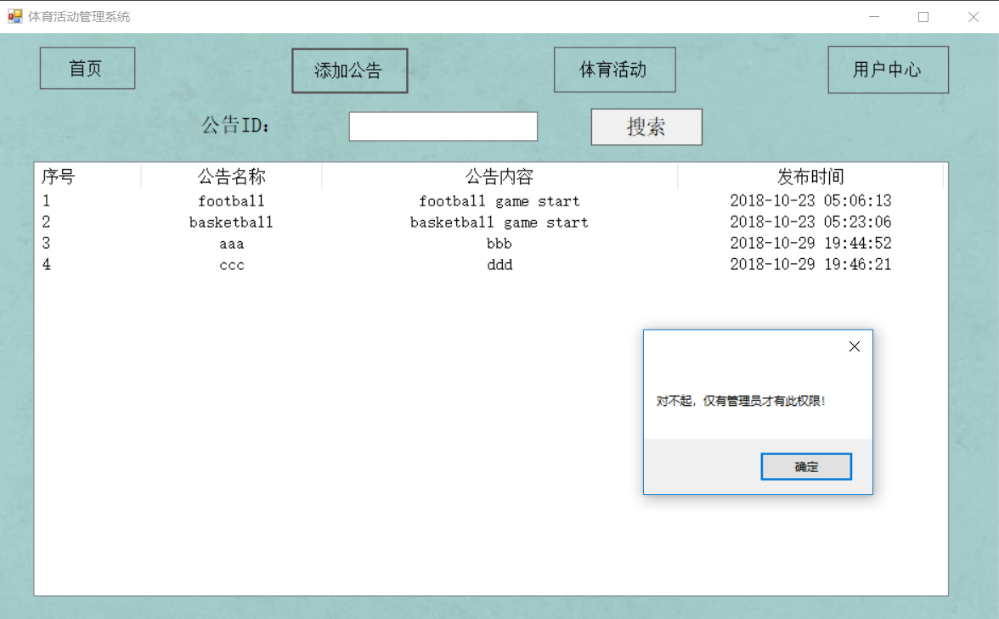 体育活动管理系统
首页 添加公告 体育活动 用户中心
公告ID: 搜索
序号 公告名称 公告内容 发布时间
1 football football game start 2018-10-23 05:06:13
2 basketball basketball game start 2018-10-23 05:23:06
3 aaa bbb 2018-10-29 19:44:52
4 ccc ddd 2018-10-29 19:46:21
对不起，仅有管理员才有此权限！
确定